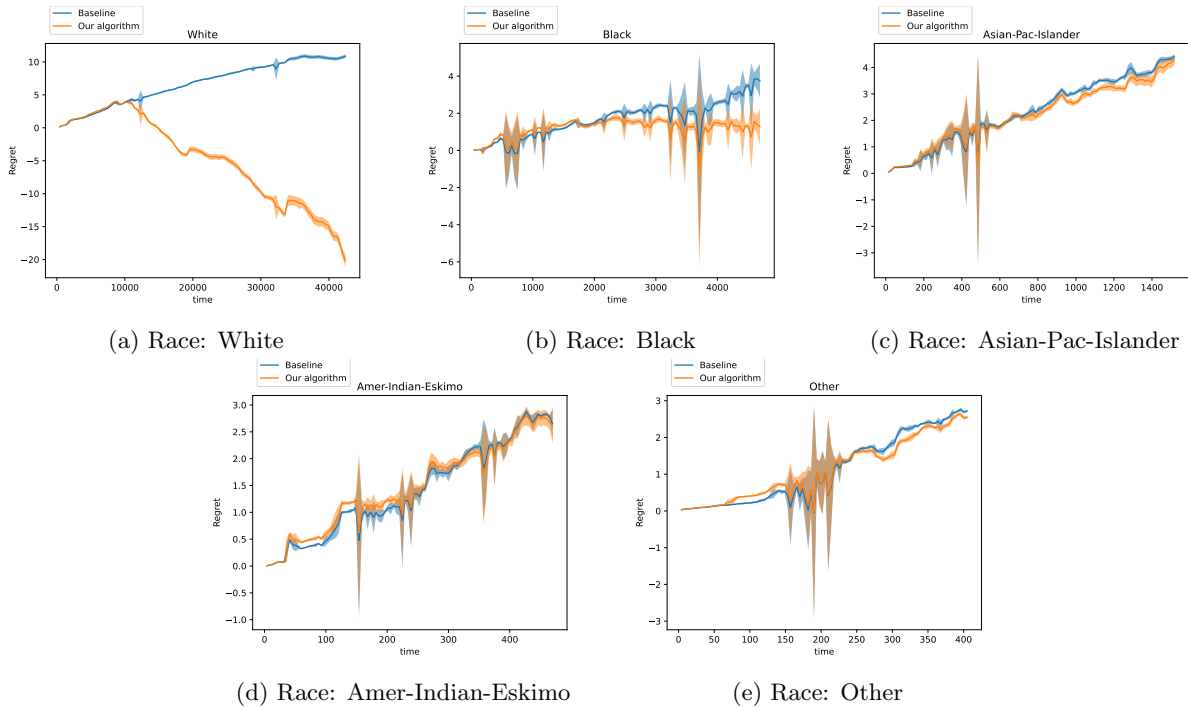 Baseline
Our algorithm
White
Regret
10
5
0
−5
−10
−15
−20
0 10000 20000 30000 40000
time
(a) Race: White
Baseline
Our algorithm
Black
Regret
4
2
0
−2
−4
−6
0 1000 2000 3000 4000
time
(b) Race: Black
Baseline
Our algorithm
Asian-Pac-Islander
Regret
4
3
2
1
0
−1
−2
−3
0 200 400 600 800 1000 1200 1400
time
(c) Race: Asian-Pac-Islander
Baseline
Our algorithm
Amer-Indian-Eskimo
Regret
3.0
2.5
2.0
1.5
1.0
0.5
0.0
−0.5
−1.0
0 100 200 300 400
time
(d) Race: Amer-Indian-Eskimo
Baseline
Our algorithm
Other
Regret
3
2
1
0
−1
−2
−3
0 50 100 150 200 250 300 350 400
time
(e) Race: Other